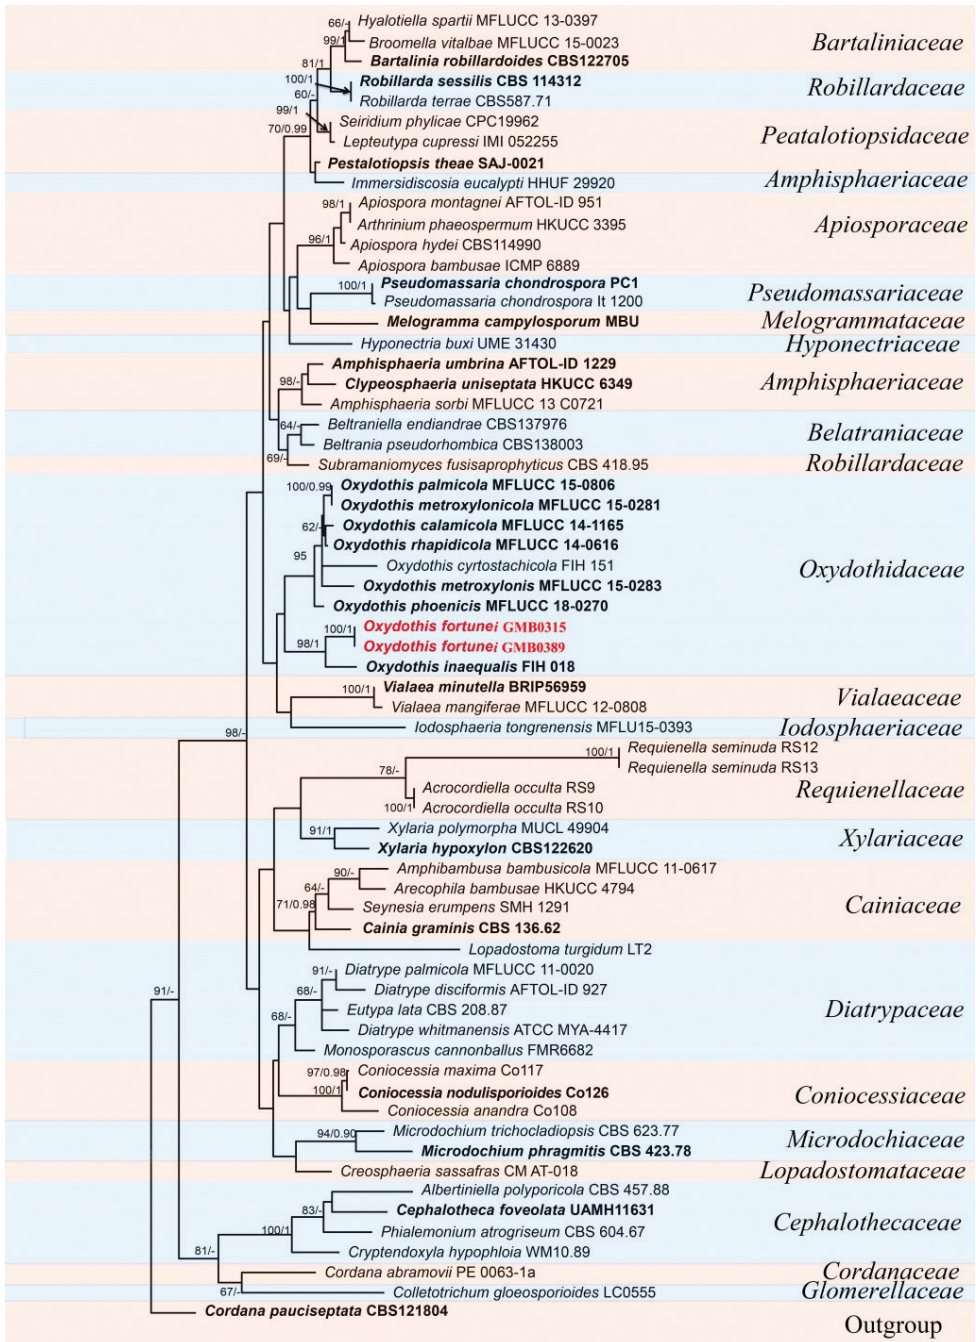 66/-
Hyalotiella spartii MFLUCC 13-0397
99/1
Broomella vitalbae MFLUCC 15-0023
Bartaliniaceae
81/1
Bartalinia robillardoides CBS122705
100/1
Robillarda sessilis CBS 114312
Robillardaceae
60/-
Robillarda terrae CBS587.71
99/1
Seiridium phylicae CPC19962
70/0.99
Lepteutypa cupressi IMI 052255
Peatalotiopsidaceae
Pestalotiopsis theae SAJ-0021
Immersidiscosia eucalypti HHUF 29920
Amphisphaeriaceae
98/1
Apiospora montagnei AFTOL-ID 951
Arthrinium phaeospermum HKUCC 3395
Apiosporaceae
96/1
Apiospora hydei CBS114990
Apiospora bambusae ICMP 6889
100/1
Pseudomassaria chondrospora PC1
Pseudomassaria chondrospora It 1200
Pseudomassariaceae
Melogramma campylosporum MBU
Melogrammataceae
Hyponectria buxi UME 31430
Hyponectriaceae
Amphisphaeria umbrina AFTOL-ID 1229
98/-
Clypeosphaeria uniseptata HKUCC 6349
Amphisphaeriaceae
Amphisphaeria sorbi MFLUCC 13 C0721
64/-
Beltraniella endiandrae CBS137976
Belatraniaceae
Beltrania pseudorhombica CBS138003
69/-
Subramaniomyces fusisaprophyticus CBS 418.95
Robillardaceae
100/0.99
Oxydothis palmicola MFLUCC 15-0806
Oxydothis metroxylonicola MFLUCC 15-0281
62/-
Oxydothis calamicola MFLUCC 14-1165
Oxydothis rhapidicola MFLUCC 14-0616
95
Oxydothis cyrtostachicola FIH 151
Oxydothidaceae
Oxydothis metroxylonis MFLUCC 15-0283
Oxydothis phoenicis MFLUCC 18-0270
100/1
Oxydothis fortunei GMB0315
98/1
Oxydothis fortunei GMB0389
Oxydothis inaequalis FIH 018
100/1
Vialaea minutella BRIP56959
Vialaeaceae
Vialaea mangiferae MFLUCC 12-0808
Iodosphaeria tongrenensis MFLU15-0393
Iodosphaeriaceae
98/-
100/1
Requienella seminuda RS12
78/-
Requienella seminuda RS13
Acrocordiella occulta RS9
Requienellaceae
100/1
Acrocordiella occulta RS10
91/1
Xylaria polymorpha MUCL 49904
Xylariaceae
Xylaria hypoxylon CBS122620
90/-
Amphibambusa bambusicola MFLUCC 11-0617
64/-
Arecophila bambusae HKUCC 4794
71/0.98
Seynesia erumpens SMH 1291
Cainiaceae
Cainia graminis CBS 136.62
Lopadostoma turgidum LT2
91/-
Diatrype palmicola MFLUCC 11-0020
68/-
Diatrype disciformis AFTOL-ID 927
91/-
68/-
Eutypa lata CBS 208.87
Diatrypaceae
Diatrype whitmanensis ATCC MYA-4417
Monosporascus cannonballus FMR6682
97/0.98
Coniocessia maxima Co117
100/1
Coniocessia nodulisporioides Co126
Coniocessiaceae
Coniocessia anandra Co108
94/0.90
Microdochium trichocladiopsis CBS 623.77
Microdochiaceae
Microdochium phragmitis CBS 423.78
Creosphaeria sassafras CM AT-018
Lopadostomataceae
Albertiniella polyporicola CBS 457.88
83/-
Cephalotheca foveolata UAMH11631
Cephalothecaceae
100/1
Phialemonium atrogriseum CBS 604.67
81/-
Cryptendoxyla hypophloia WM10.89
Cordana abramovii PE 0063-1a
Cordanaceae
67/-
Colletotrichum gloeosporioides LC0555
Glomerellaceae
Cordana pauciseptata CBS121804
Outgroup